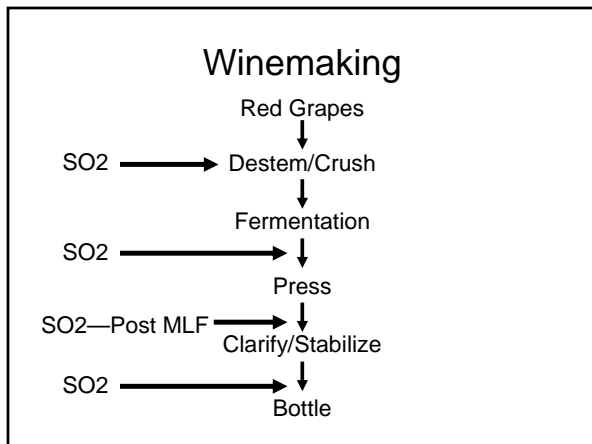 Winemaking
Red Grapes
SO2
Destem/Crush
Fermentation
SO2
Press
SO2—Post MLF
Clarify/Stabilize
SO2
Bottle